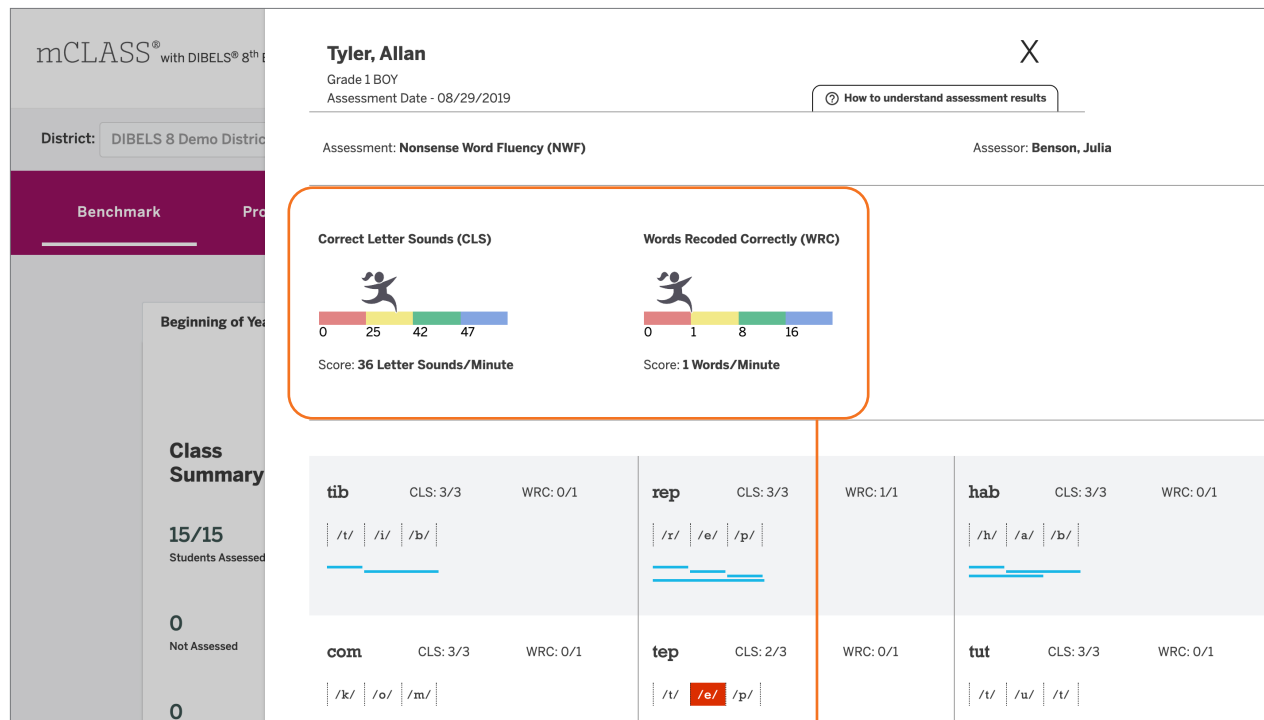 mCLASS® with DIBELS® 8th E
District: DIBELS 8 Demo Distric
Benchmark Pro
Beginning of Yea
Class
Summary
15/15
Students Assessed
0
Not Assessed
0
Tyler, Allan
X
Grade 1 BOY
Assessment Date - 08/29/2019
? How to understand assessment results
Assessment: Nonsense Word Fluency (NWF)
Assessor: Benson, Julia
Correct Letter Sounds (CLS)
0 25 42 47
Score: 36 Letter Sounds/Minute
Words Recoded Correctly (WRC)
0 1 8 16
Score: 1 Words/Minute
tib CLS: 3/3 WRC: 0/1
/t/ /i/ /b/
rep CLS: 3/3 WRC: 1/1
/r/ /e/ /p/
hab CLS: 3/3 WRC: 0/1
/h/ /a/ /b/
com CLS: 3/3 WRC: 0/1
/k/ /o/ /m/
tep CLS: 2/3 WRC: 0/1
/t/ /e/ /p/
tut CLS: 3/3 WRC: 0/1
/t/ /u/ /t/